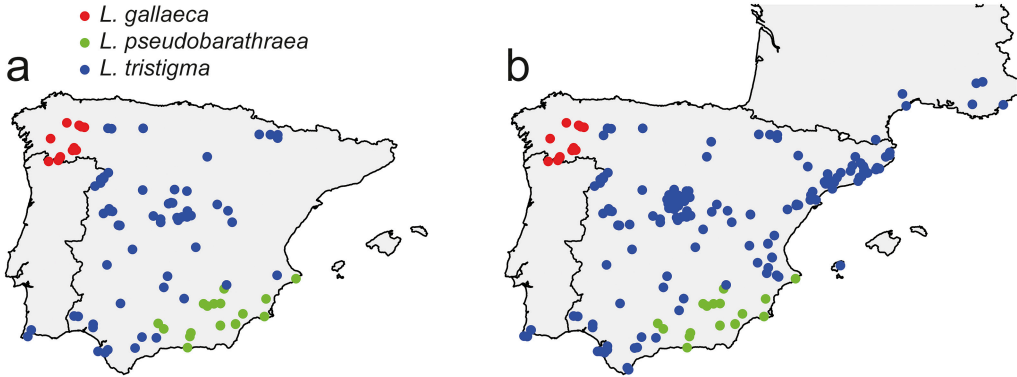 L. gallaeca
L. pseudobarathraea
L. tristigma
a
b